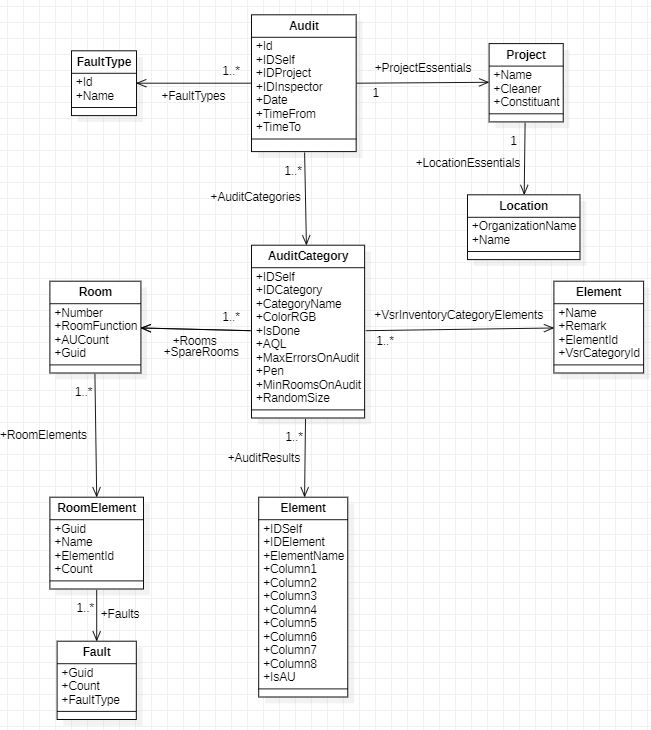 Audit
+Id
+IDSelf
+IDProject
+IDInspector
+Date
+TimeFrom
+TimeTo
FaultType
+Id
+Name
1..*
+FaultTypes
+ProjectEssentials
1
Project
+Name
+Cleaner
+Constituant
1
+LocationEssentials
Location
+OrganizationName
+Name
1..*
+AuditCategories
AuditCategory
+IDSelf
+IDCategory
+CategoryName
+ColorRGB
+IsDone
+AQL
+MaxErrorsOnAudit
+Pen
+MinRoomsOnAudit
+RandomSize
Room
+Number
+RoomFunction
+AUCount
+Guid
1..*
+Rooms
+SpareRooms
+VsrInventoryCategoryElements
1..*
Element
+Name
+Remark
+ElementId
+VsrCategoryId
1..*
+RoomElements
1..*
+AuditResults
RoomElement
+Guid
+Name
+ElementId
+Count
1..*
+Faults
Fault
+Guid
+Count
+FaultType
Element
+IDSelf
+IDElement
+ElementName
+Column1
+Column2
+Column3
+Column4
+Column5
+Column6
+Column7
+Column8
+IsAU